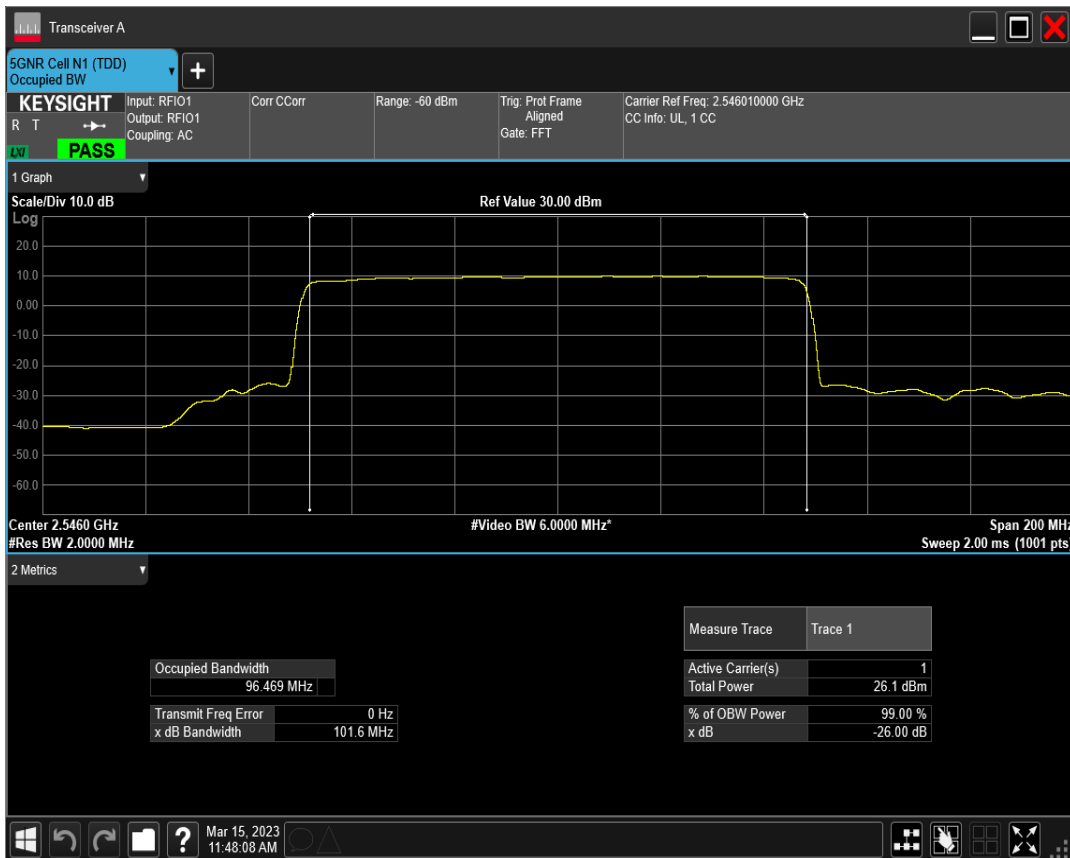 Transceiver A
5GNR Cell N1 (TDD)
Occupied BW
KEYSIGHT
R T
LXI
PASS
Input: RFIO1
Output: RFIO1
Coupling: AC
Corr CCorr
Range: -60 dBm
Trig: Prot Frame
Aligned
Gate: FFT
Carrier Ref Freq: 2.546010000 GHz
CC Info: UL, 1 CC
1 Graph
Scale/Div 10.0 dB
Ref Value 30.00 dBm
Log
20.0
10.0
0.00
-10.0
-20.0
-30.0
-40.0
-50.0
-60.0
Center 2.5460 GHz
#Video BW 6.0000 MHz*
Span 200 MHz
#Res BW 2.0000 MHz
Sweep 2.00 ms (1001 pts)
2 Metrics
Measure Trace Trace 1
Occupied Bandwidth
96.469 MHz
Active Carrier(s) 1
Total Power 26.1 dBm
Transmit Freq Error 0 Hz
x dB Bandwidth 101.6 MHz
% of OBW Power 99.00 %
x dB -26.00 dB
?
Mar 15, 2023
11:48:08 AM